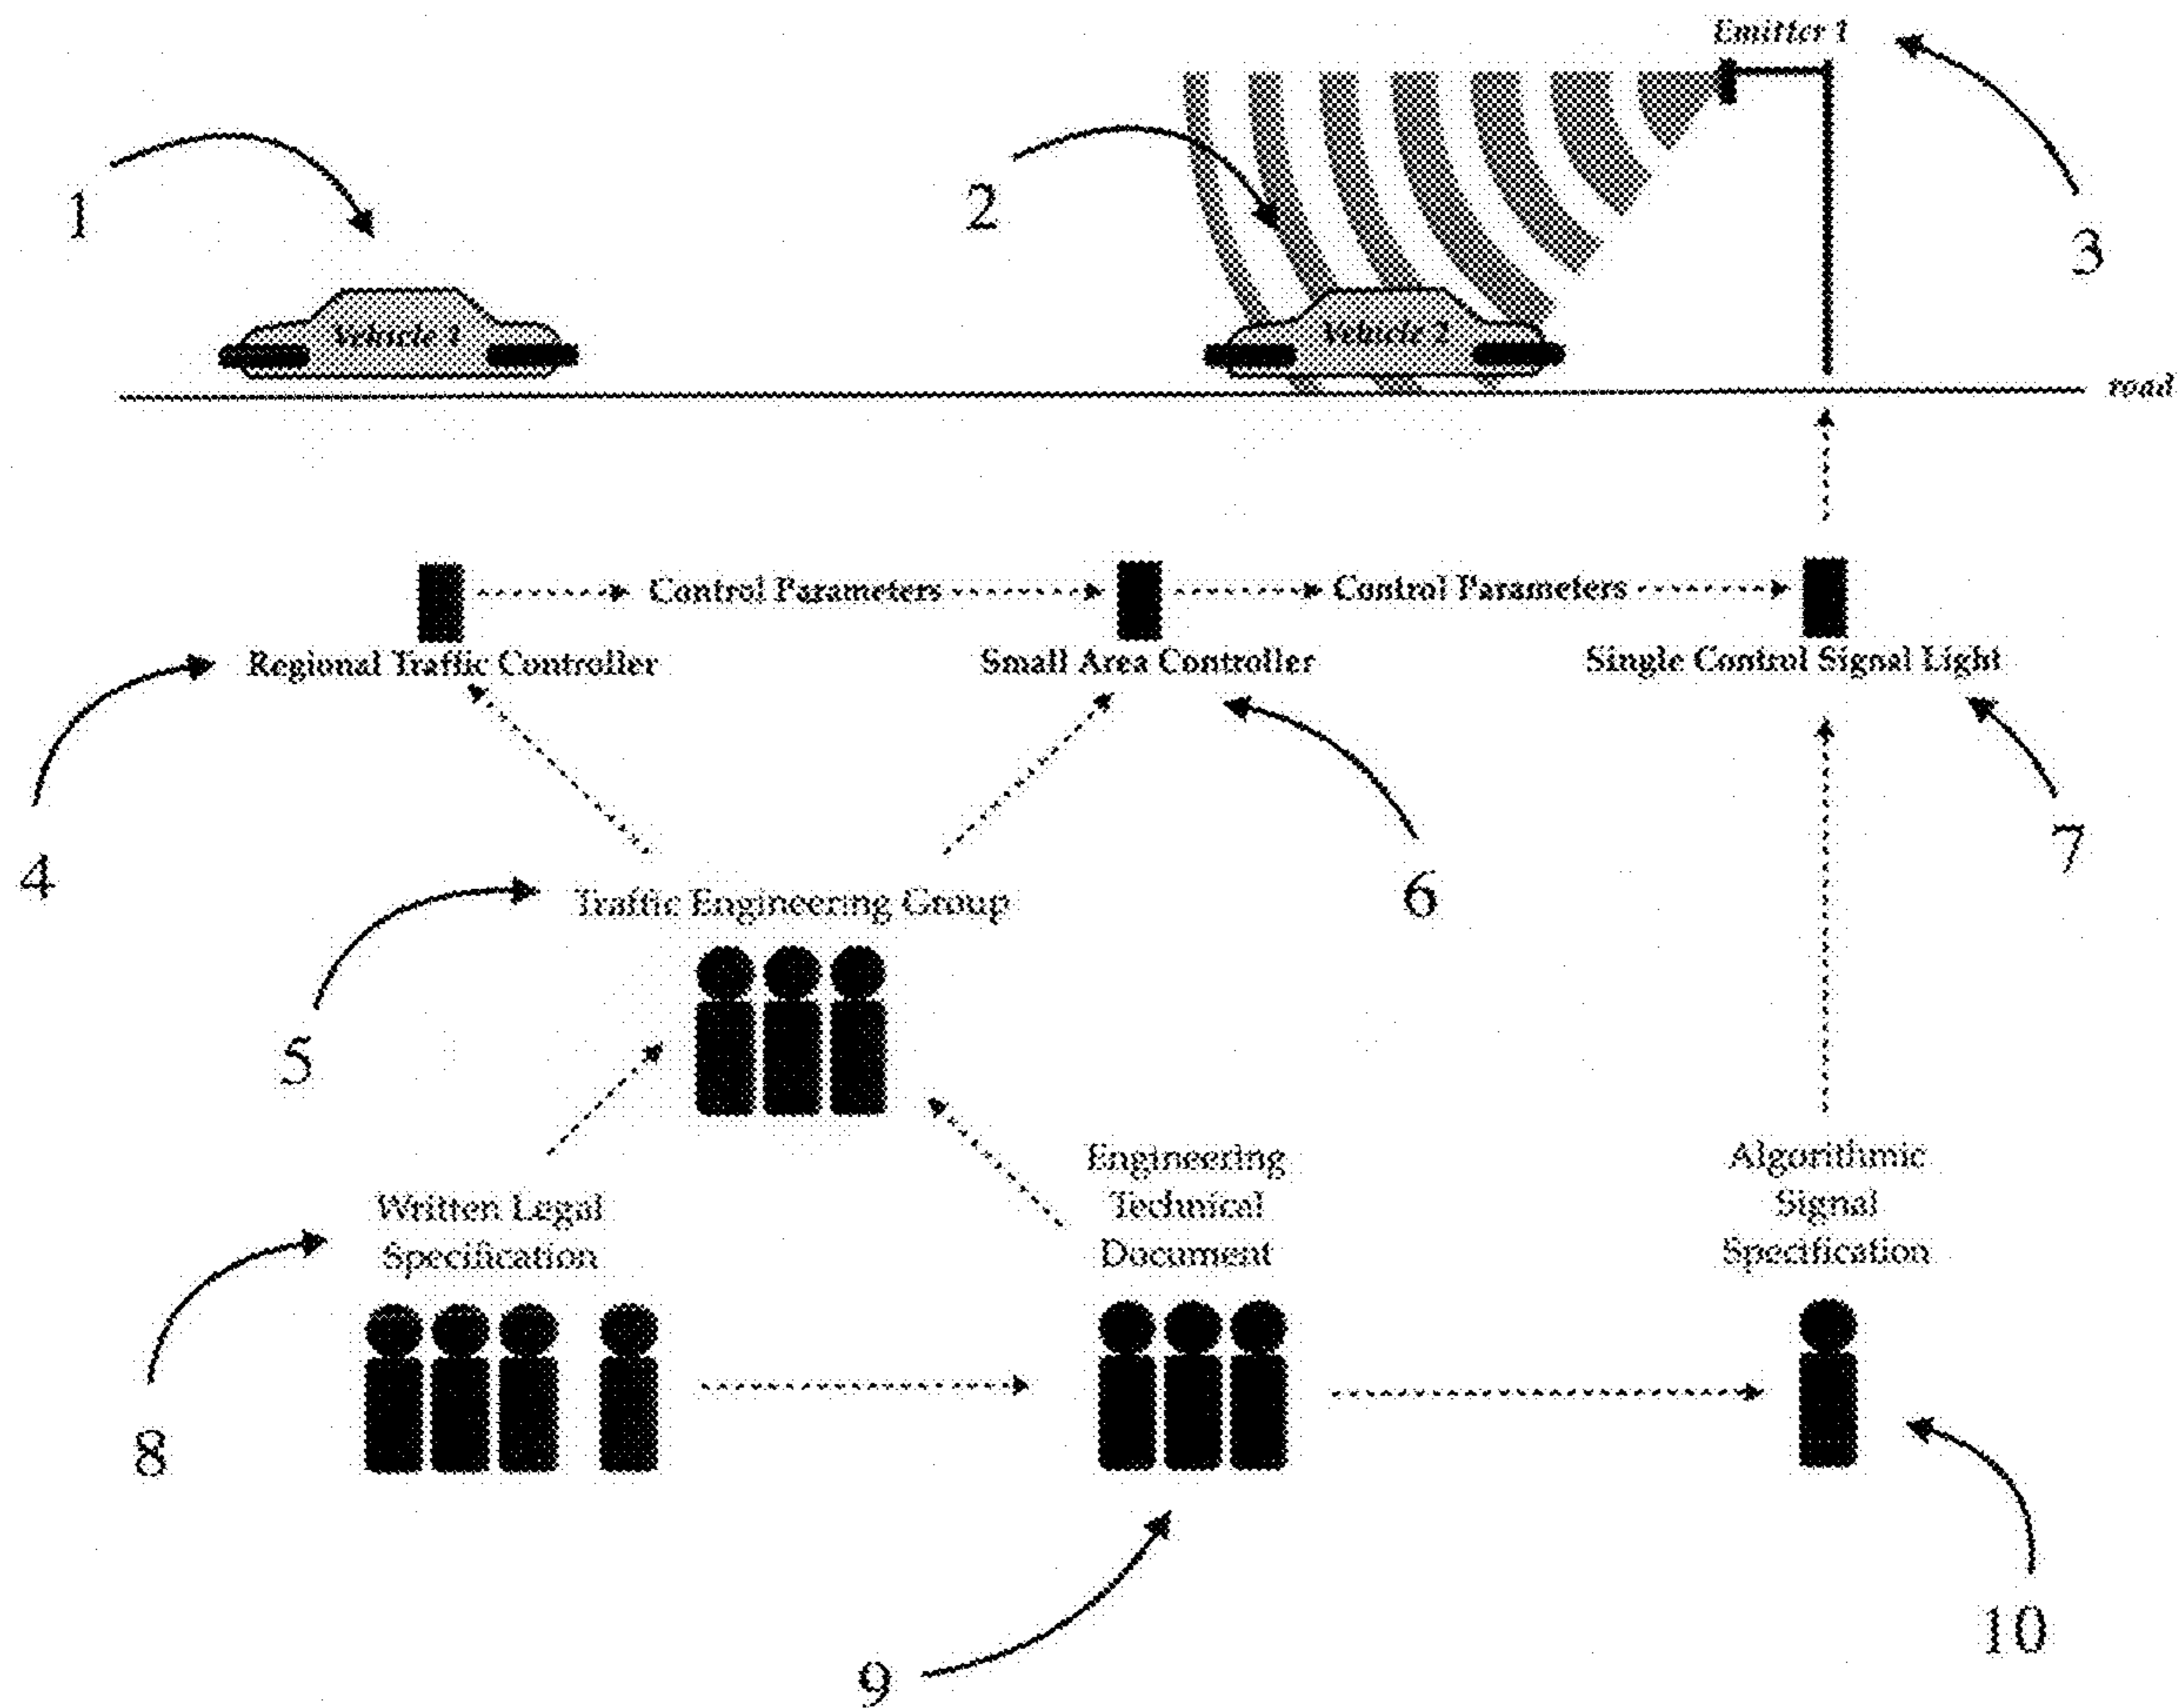 Emitter 1
1
2
3
Vehicle 1
Vehicle 2
road
Control Parameters
Control Parameters
Regional Traffic Controller
Small Area Controller
Single Control Signal Light
4
6
7
Traffic Engineering Group
5
Engineering
Technical
Document
Algorithmic
Signal
Specification
Written Legal
Specification
8
9
10